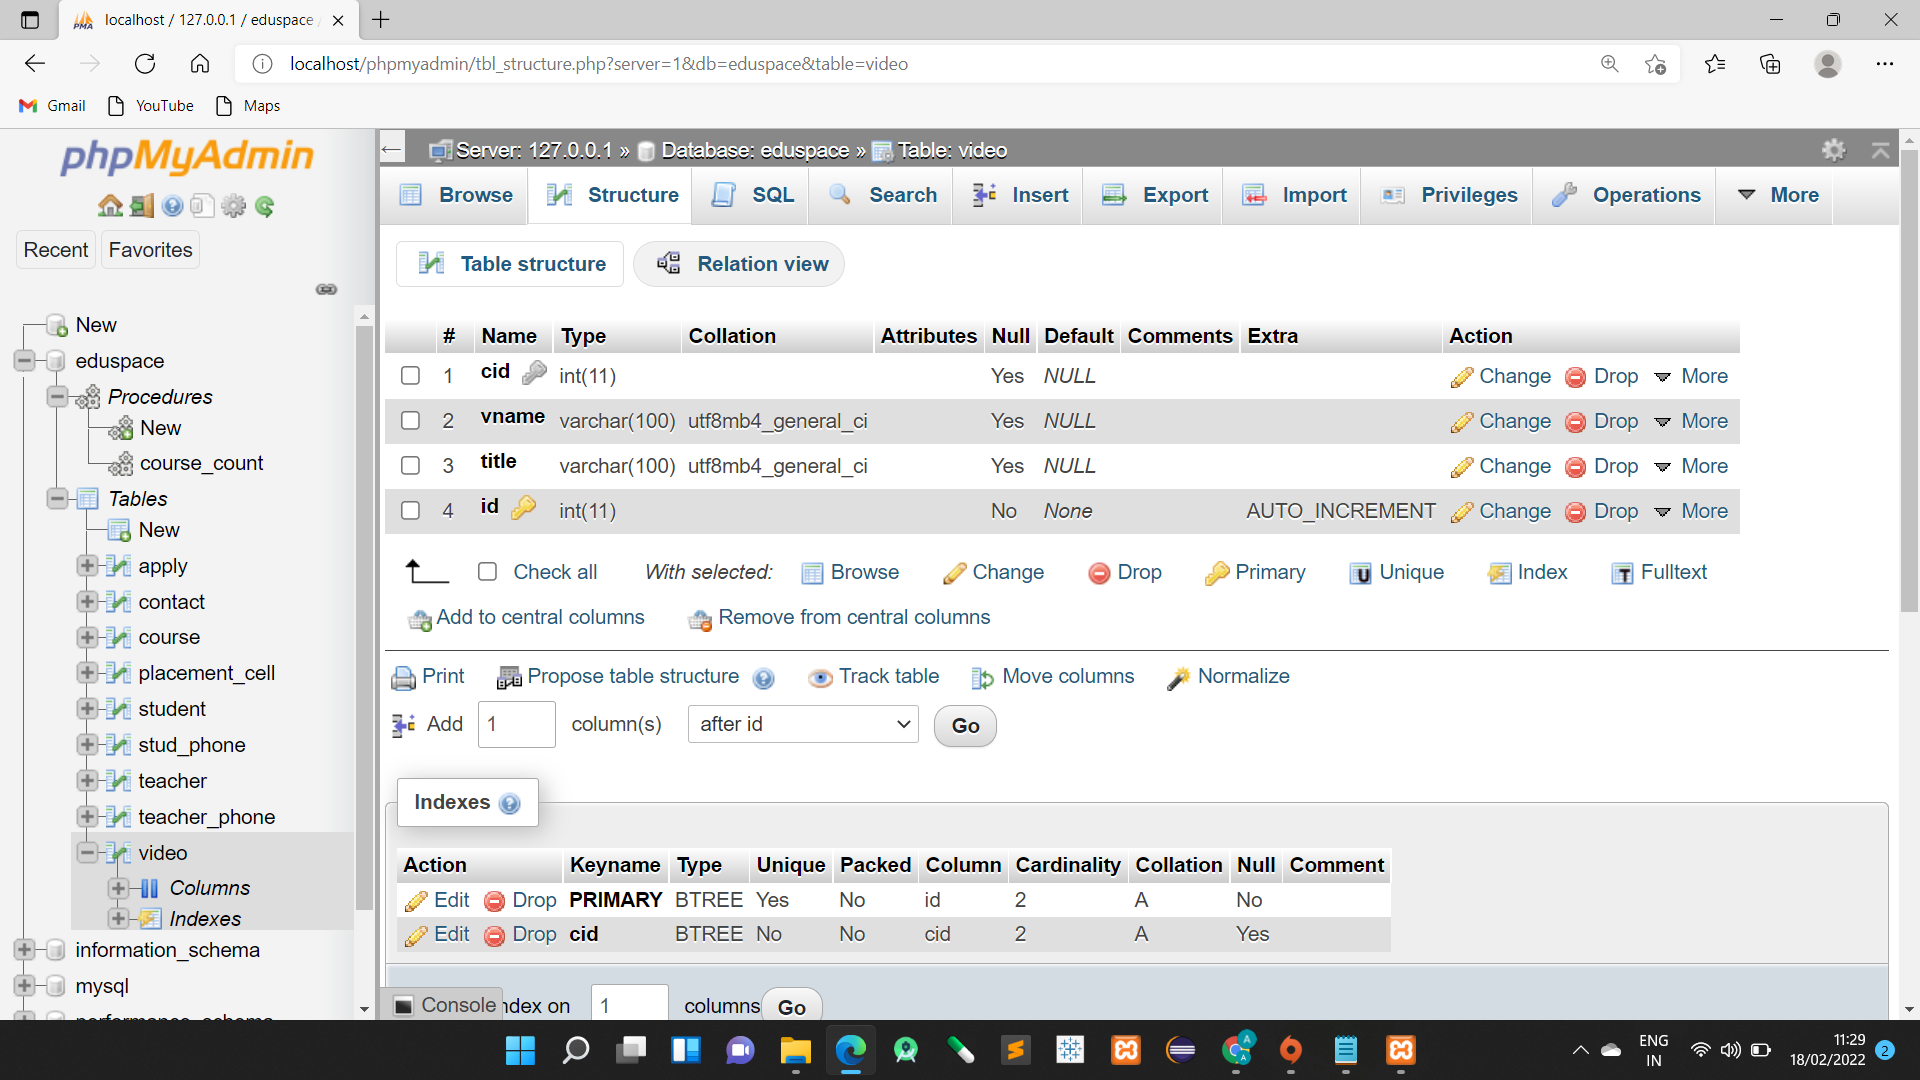 localhost / 127.0.0.1 / eduspace /
localhost/phpmyadmin/tbl_structure.php?server=1&db=eduspace&table=video
Gmail YouTube Maps
phpMyAdmin
Recent Favorites
New
eduspace
Procedures
New
course_count
Tables
New
apply
contact
course
placement_cell
student
stud_phone
teacher
teacher_phone
video
Columns
Indexes
information_schema
mysql
performance_schema
Server: 127.0.0.1 » Database: eduspace » Table: video
Browse Structure SQL Search Insert Export Import Privileges Operations More
Table structure Relation view
# Name Type Collation Attributes Null Default Comments Extra Action
1 cid int(11) Yes NULL Change Drop More
2 vname varchar(100) utf8mb4_general_ci Yes NULL Change Drop More
3 title varchar(100) utf8mb4_general_ci Yes NULL Change Drop More
4 id int(11) No None AUTO_INCREMENT Change Drop More
Check all With selected: Browse Change Drop Primary Unique Index Fulltext
Add to central columns Remove from central columns
Print Propose table structure Track table Move columns Normalize
Add 1 column(s) after id Go
Indexes
Action Keyname Type Unique Packed Column Cardinality Collation Null Comment
Edit Drop PRIMARY BTREE Yes No id 2 A No
Edit Drop cid BTREE No No cid 2 A Yes
Console ndex on 1 columns Go
ENG
IN
11:29
18/02/2022
2